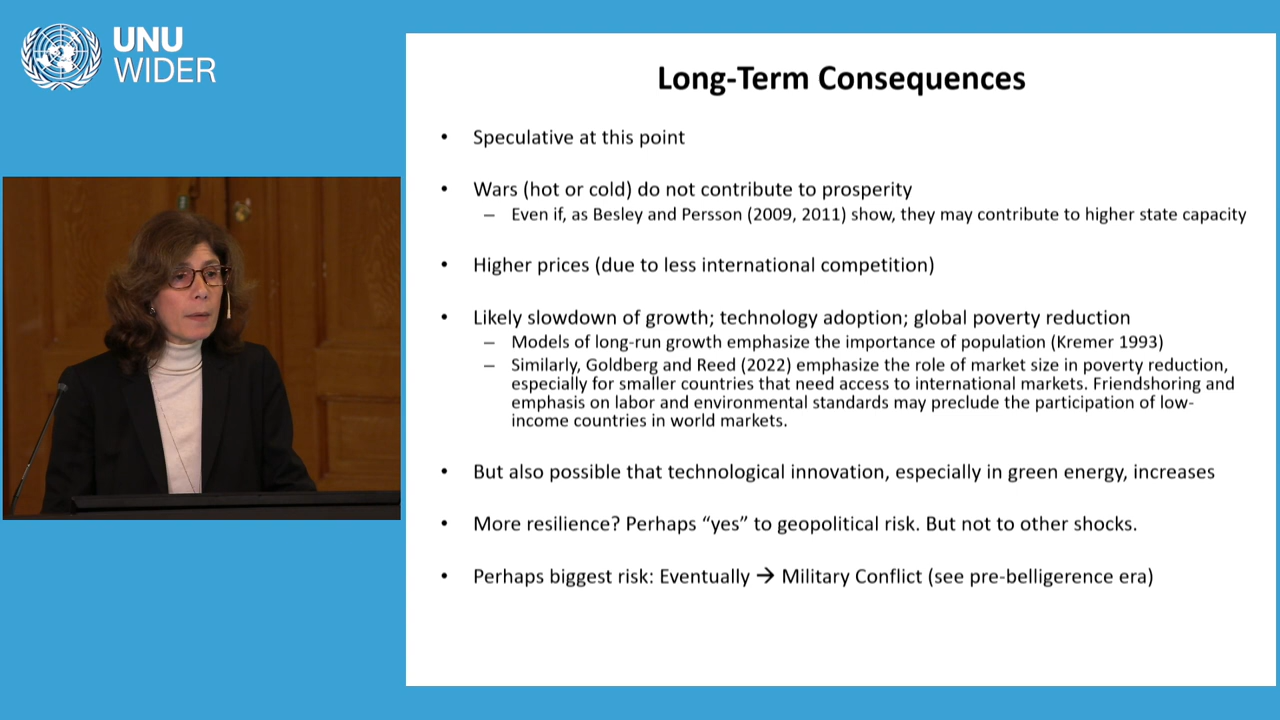 UNU
WIDER
Long-Term Consequences
• Speculative at this point
• Wars (hot or cold) do not contribute to prosperity
– Even if, as Besley and Persson (2009, 2011) show, they may contribute to higher state capacity
• Higher prices (due to less international competition)
• Likely slowdown of growth; technology adoption; global poverty reduction
– Models of long-run growth emphasize the importance of population (Kremer 1993)
– Similarly, Goldberg and Reed (2022) emphasize the role of market size in poverty reduction,
especially for smaller countries that need access to international markets. Friendshoring and
emphasis on labor and environmental standards may preclude the participation of low-
income countries in world markets.
• But also possible that technological innovation, especially in green energy, increases
• More resilience? Perhaps “yes” to geopolitical risk. But not to other shocks.
• Perhaps biggest risk: Eventually → Military Conflict (see pre-belligerence era)